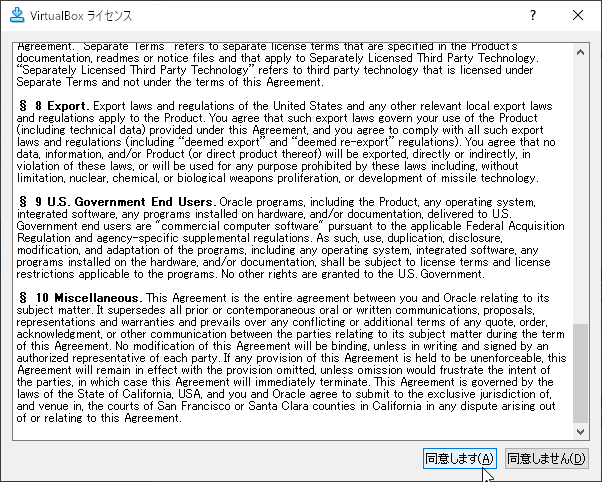 VirtualBox ライセンス
?
Agreement. "Separate Terms" refers to separate license terms that are specified in the Product's
documentation, readmes or notice files and that apply to Separately Licensed Third Party Technology.
“Separately Licensed Third Party Technology” refers to third party technology that is licensed under
Separate Terms and not under the terms of this Agreement.
§ 8 Export. Export laws and regulations of the United States and any other relevant local export laws
and regulations apply to the Product. You agree that such export laws govern your use of the Product
(including technical data) provided under this Agreement, and you agree to comply with all such export
laws and regulations (including “deemed export” and “deemed re-export” regulations). You agree that no
data, information, and/or Product (or direct product thereof) will be exported, directly or indirectly, in
violation of these laws, or will be used for any purpose prohibited by these laws including, without
limitation, nuclear, chemical, or biological weapons proliferation, or development of missile technology.
§ 9 U.S. Government End Users. Oracle programs, including the Product, any operating system,
integrated software, any programs installed on hardware, and/or documentation, delivered to U.S.
Government end users are "commercial computer software" pursuant to the applicable Federal Acquisition
Regulation and agency-specific supplemental regulations. As such, use, duplication, disclosure,
modification, and adaptation of the programs, including any operating system, integrated software, any
programs installed on the hardware, and/or documentation, shall be subject to license terms and license
restrictions applicable to the programs. No other rights are granted to the U.S. Government.
§ 10 Miscellaneous. This Agreement is the entire agreement between you and Oracle relating to its
subject matter. It supersedes all prior or contemporaneous oral or written communications, proposals,
representations and warranties and prevails over any conflicting or additional terms of any quote, order,
acknowledgment, or other communication between the parties relating to its subject matter during the term
of this Agreement. No modification of this Agreement will be binding, unless in writing and signed by an
authorized representative of each party. If any provision of this Agreement is held to be unenforceable, this
Agreement will remain in effect with the provision omitted, unless omission would frustrate the intent of
the parties, in which case this Agreement will immediately terminate. This Agreement is governed by the
laws of the State of California, USA, and you and Oracle agree to submit to the exclusive jurisdiction of,
and venue in, the courts of San Francisco or Santa Clara counties in California in any dispute arising out
of or relating to this Agreement.
同意します(A)
同意しません(D)